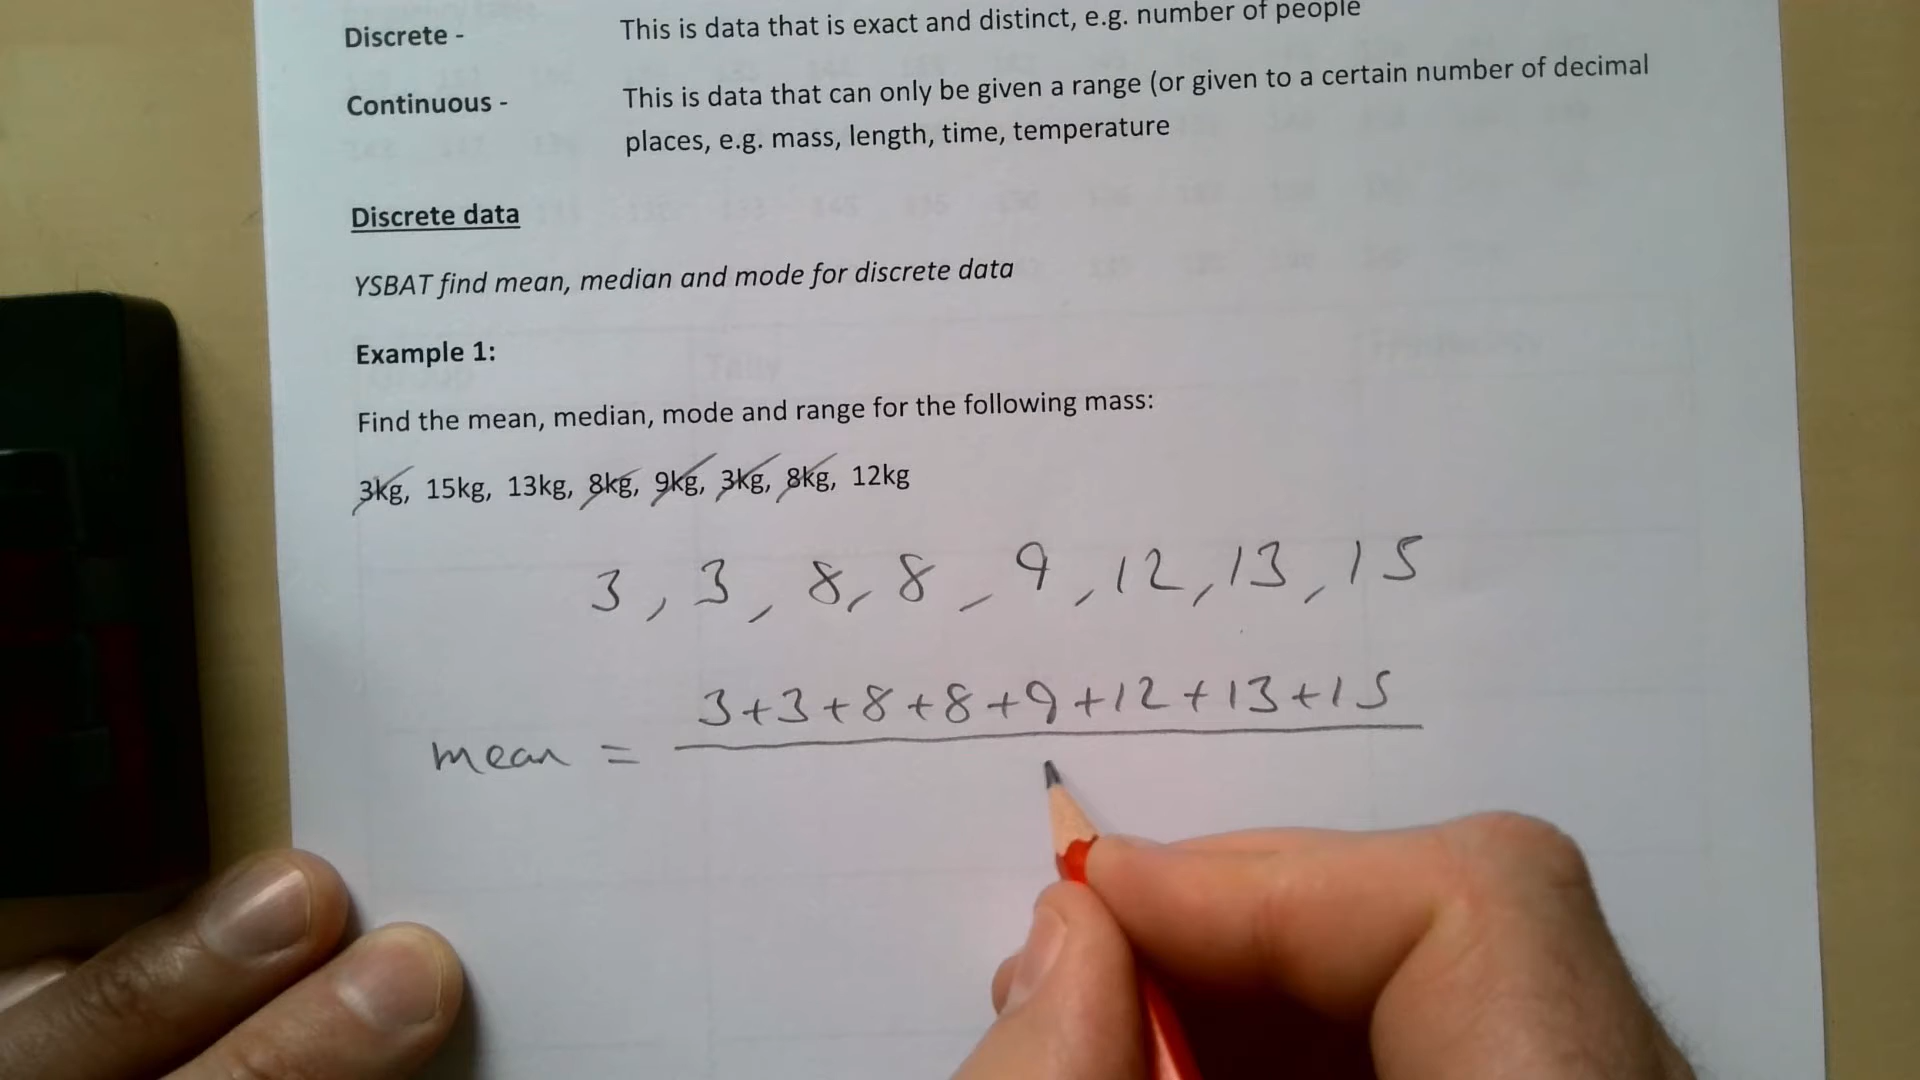 Discrete - This is data that is exact and distinct, e.g. number of people
Continuous - This is data that can only be given a range (or given to a certain number of decimal
places, e.g. mass, length, time, temperature
Discrete data
YSBAT find mean, median and mode for discrete data
Example 1:
Find the mean, median, mode and range for the following mass:
3kg, 15kg, 13kg, 8kg, 9kg, 3kg, 8kg, 12kg
3, 3, 8, 8, 9, 12, 13, 15
3+3+8+8+9+12+13+15
mean =